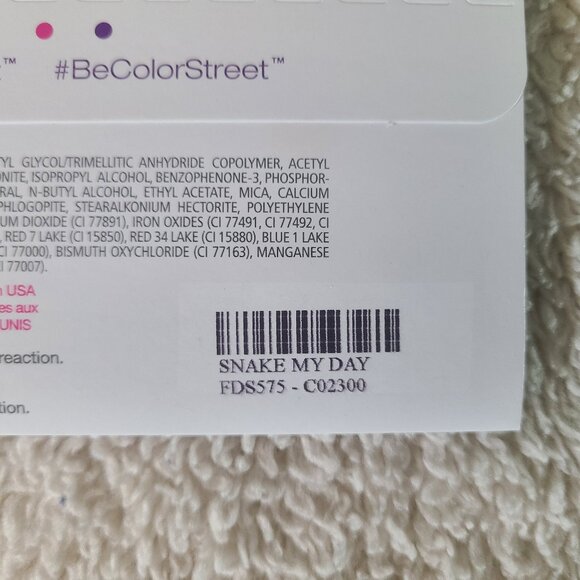 #BeColorStreet™
TYL GLYCOL/TRIMELLITIC ANHYDRIDE COPOLYMER, ACETYL
ONITE, ISOPROPYL ALCOHOL, BENZOPHENONE-3, PHOSPHOR-
RAL, N-BUTYL ALCOHOL, ETHYL ACETATE, MICA, CALCIUM
PHLOGOPITE, STEARALKONIUM HECTORITE, POLYETHYLENE
UM DIOXIDE (CI 77891), IRON OXIDES (CI 77491, CI 77492, CI
, RED 7 LAKE (CI 15850), RED 34 LAKE (CI 15880), BLUE 1 LAKE
CI 77000), BISMUTH OXYCHLORIDE (CI 77163), MANGANESE
CI 77007).
n USA
es aux
UNIS
reaction.
tion.
SNAKE MY DAY
FDS575 - C02300